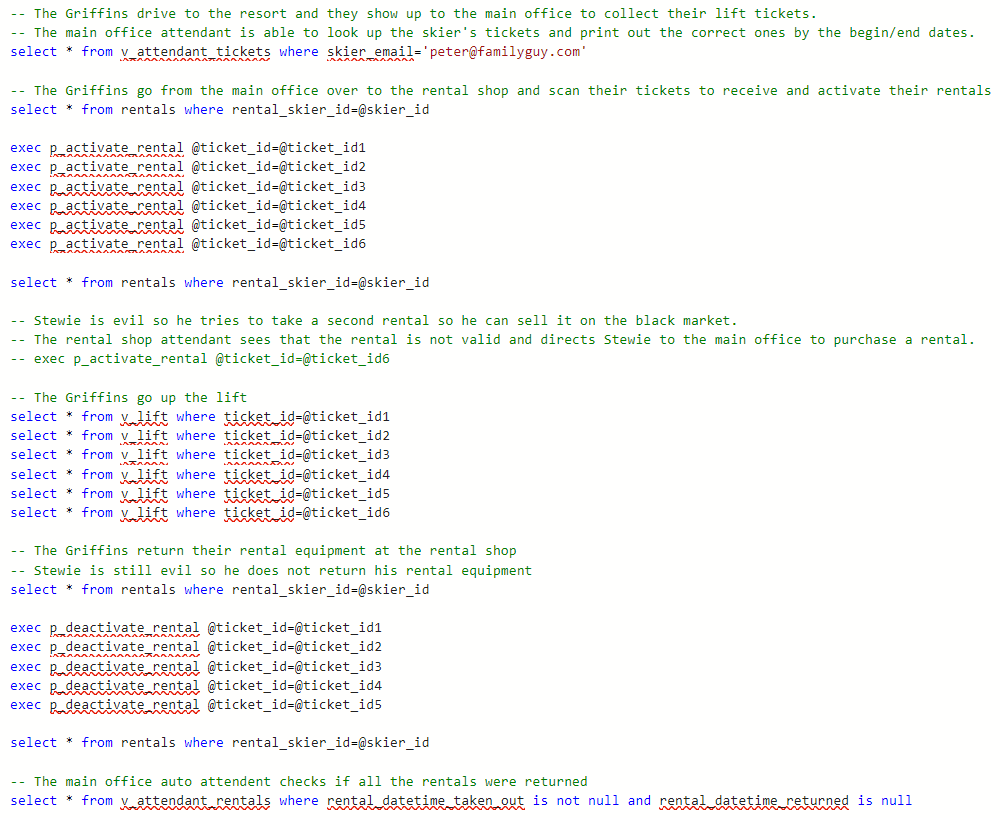 -- The Griffins drive to the resort and they show up to the main office to collect their lift tickets.
-- The main office attendant is able to look up the skier's tickets and print out the correct ones by the begin/end dates.
select * from v_attendant_tickets where skier_email='peter@familyguy.com'
-- The Griffins go from the main office over to the rental shop and scan their tickets to receive and activate their rentals
select * from rentals where rental_skier_id=@skier_id
exec p_activate_rental @ticket_id=@ticket_id1
exec p_activate_rental @ticket_id=@ticket_id2
exec p_activate_rental @ticket_id=@ticket_id3
exec p_activate_rental @ticket_id=@ticket_id4
exec p_activate_rental @ticket_id=@ticket_id5
exec p_activate_rental @ticket_id=@ticket_id6
select * from rentals where rental_skier_id=@skier_id
-- Stewie is evil so he tries to take a second rental so he can sell it on the black market.
-- The rental shop attendant sees that the rental is not valid and directs Stewie to the main office to purchase a rental.
-- exec p_activate_rental @ticket_id=@ticket_id6
-- The Griffins go up the lift
select * from v_lift where ticket_id=@ticket_id1
select * from v_lift where ticket_id=@ticket_id2
select * from v_lift where ticket_id=@ticket_id3
select * from v_lift where ticket_id=@ticket_id4
select * from v_lift where ticket_id=@ticket_id5
select * from v_lift where ticket_id=@ticket_id6
-- The Griffins return their rental equipment at the rental shop
-- Stewie is still evil so he does not return his rental equipment
select * from rentals where rental_skier_id=@skier_id
exec p_deactivate_rental @ticket_id=@ticket_id1
exec p_deactivate_rental @ticket_id=@ticket_id2
exec p_deactivate_rental @ticket_id=@ticket_id3
exec p_deactivate_rental @ticket_id=@ticket_id4
exec p_deactivate_rental @ticket_id=@ticket_id5
select * from rentals where rental_skier_id=@skier_id
-- The main office auto attendent checks if all the rentals were returned
select * from v_attendant_rentals where rental_datetime_taken_out is not null and rental_datetime_returned is null